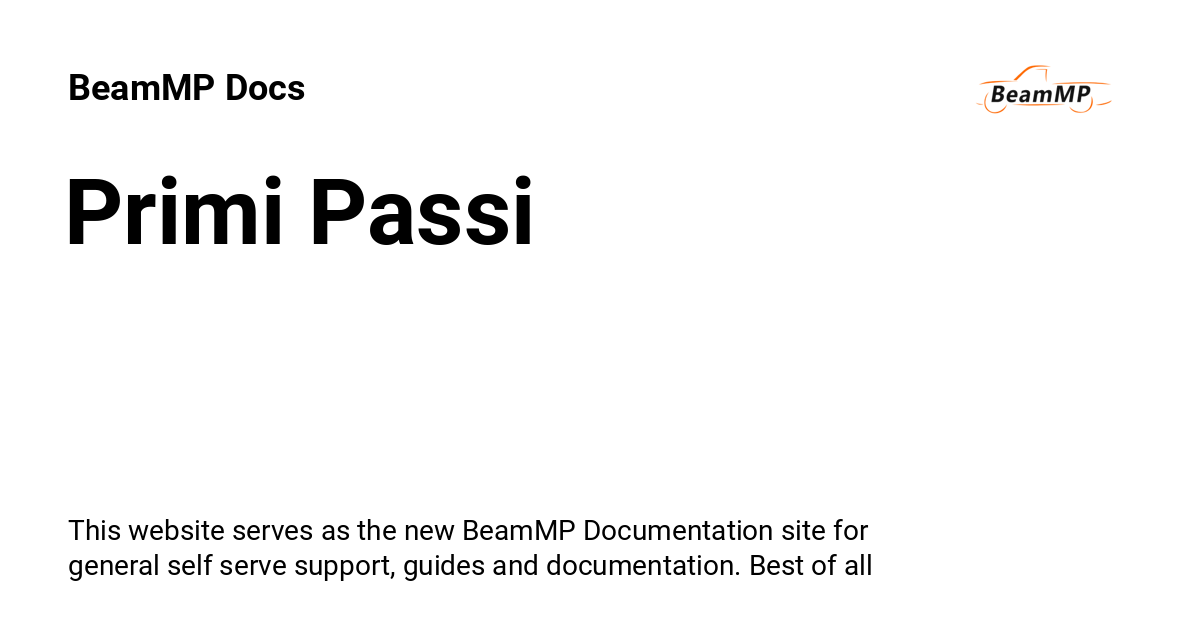 BeamMP Docs
BeamMP
Primi Passi
This website serves as the new BeamMP Documentation site for
general self serve support, guides and documentation. Best of all